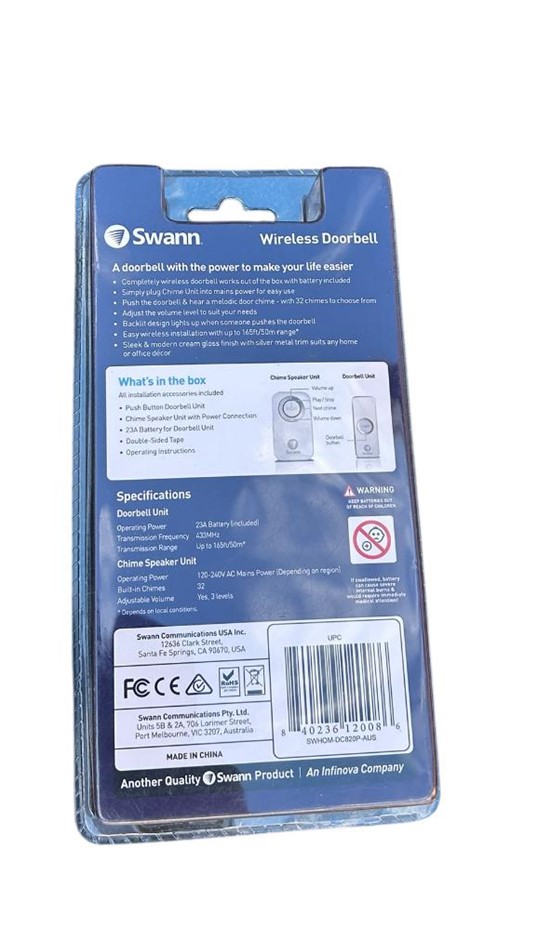 Swann
Wireless Doorbell
A doorbell with the power to make your life easier
• Completely wireless doorbell works out of the box with battery included
• Simply plug Chime Unit into mains power for easy use
• Push the doorbell & hear a melodic door chime - with 32 chimes to choose from
• Adjust the volume level to suit your needs
• Backlit design lights up when someone pushes the doorbell
• Easy wireless installation with up to 165ft/50m range*
• Sleek & modern cream gloss finish with silver metal trim suits any home
or office décor
What's in the box
All installation accessories included
• Push Button Doorbell Unit
• Chime Speaker Unit with Power Connection
• 23A Battery for Doorbell Unit
• Double-Sided Tape
• Operating Instructions
Chime Speaker Unit
Doorbell Unit
Volume up
Play/Stop
Next chime
Volume down
Doorbell
button
Swann
Swann
Specifications
Doorbell Unit
Operating Power 23A Battery (included)
Transmission Frequency 433MHz
Transmission Range Up to 165ft/50m*
Chime Speaker Unit
Operating Power 120-240V AC Mains Power (Depending on region)
Built-in Chimes 32
Adjustable Volume Yes, 3 levels
* Depends on local conditions.
WARNING
KEEP BATTERIES OUT
OF REACH OF CHILDREN
If swallowed, battery
can cause severe
internal burns &
would require immediate
medical attention!
Swann Communications USA Inc.
12636 Clark Street,
Santa Fe Springs, CA 90670, USA
FC CE RoHS
Swann Communications Pty. Ltd.
Units 5B & 2A, 706 Lorimer Street,
Port Melbourne, VIC 3207, Australia
MADE IN CHINA
UPC
8 40236 12008 6
SWHOM-DC820P-AUS
Another Quality Swann Product | An Infinova Company